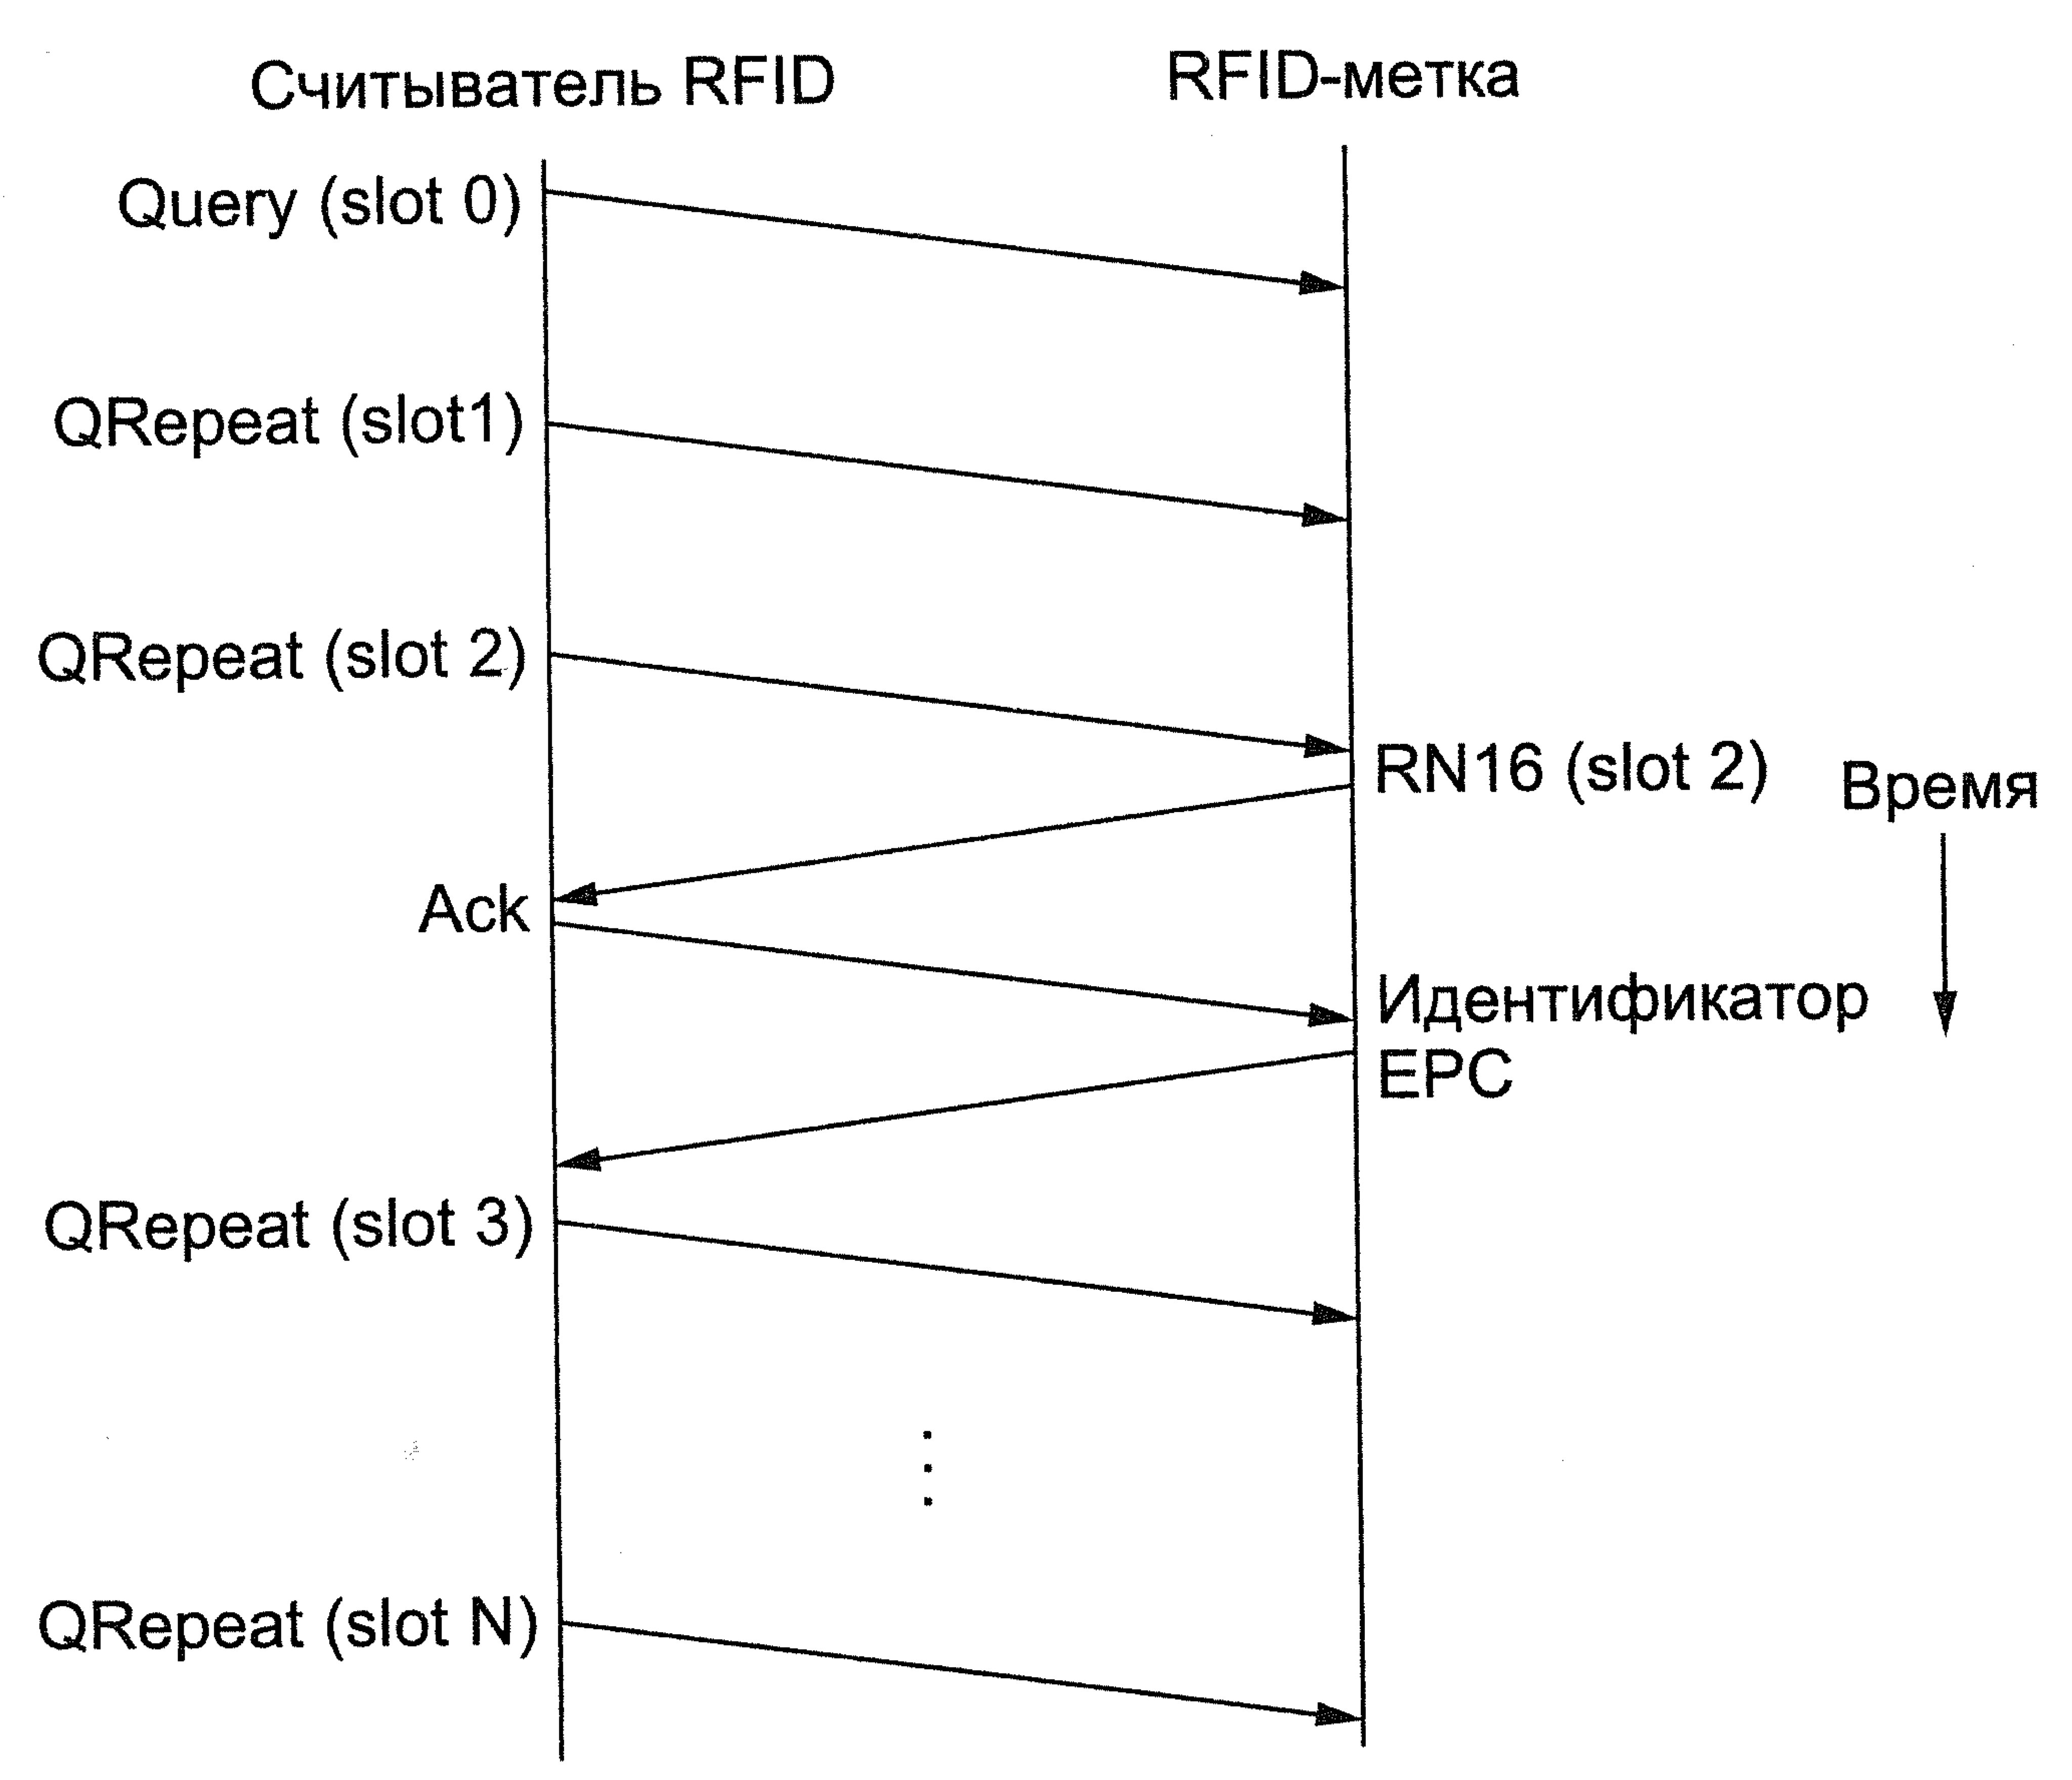 Считыватель RFID
RFID-метка
Query (slot 0)
QRepeat (slot1)
QRepeat (slot 2)
RN16 (slot 2)
Время
Ack
Идентификатор
EPC
QRepeat (slot 3)
QRepeat (slot N)